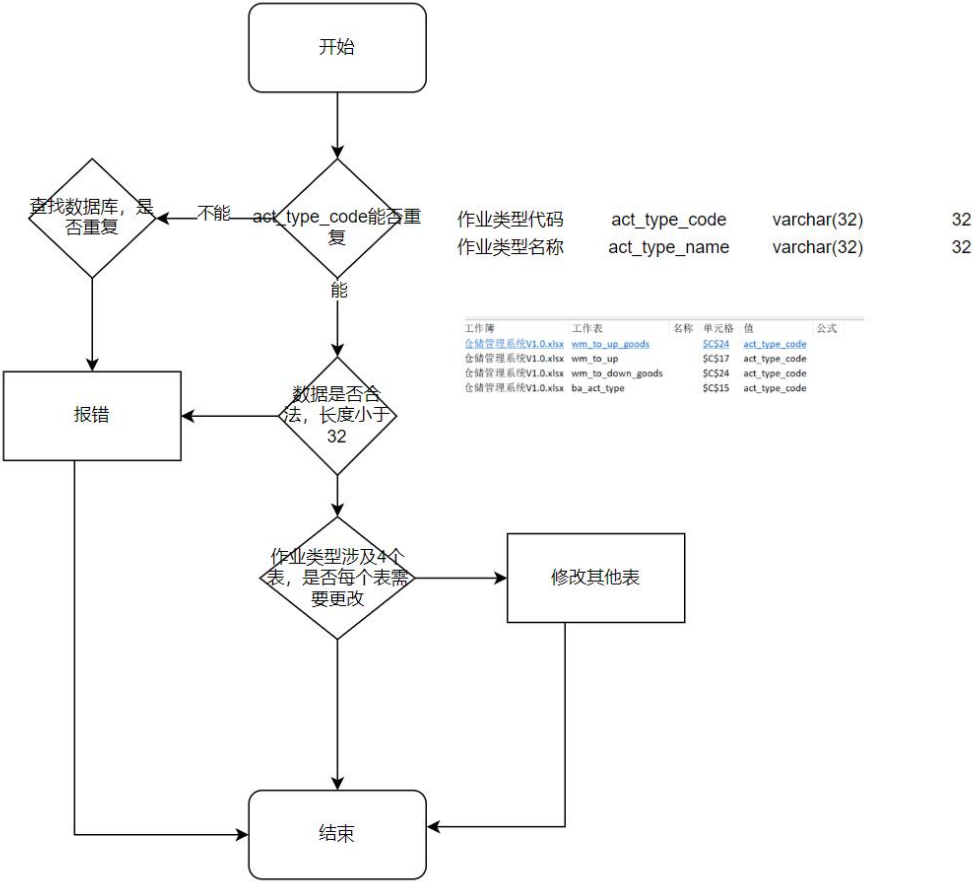 开始
查找数据库，是
否重复
不能
act_type_code能否重
复
作业类型代码 act_type_code varchar(32) 32
作业类型名称 act_type_name varchar(32) 32
能
工作簿 工作表 名称 单元格 值 公式
仓储管理系统V1.0.xlsx wm_to_up_goods $C$24 act_type_code
仓储管理系统V1.0.xlsx wm_to_up $C$17 act_type_code
仓储管理系统V1.0.xlsx wm_to_down_goods $C$24 act_type_code
仓储管理系统V1.0.xlsx ba_act_type $C$15 act_type_code
报错
数据是否合
法，长度小于
32
作业类型涉及4个
表，是否每个表需
要更改
修改其他表
结束